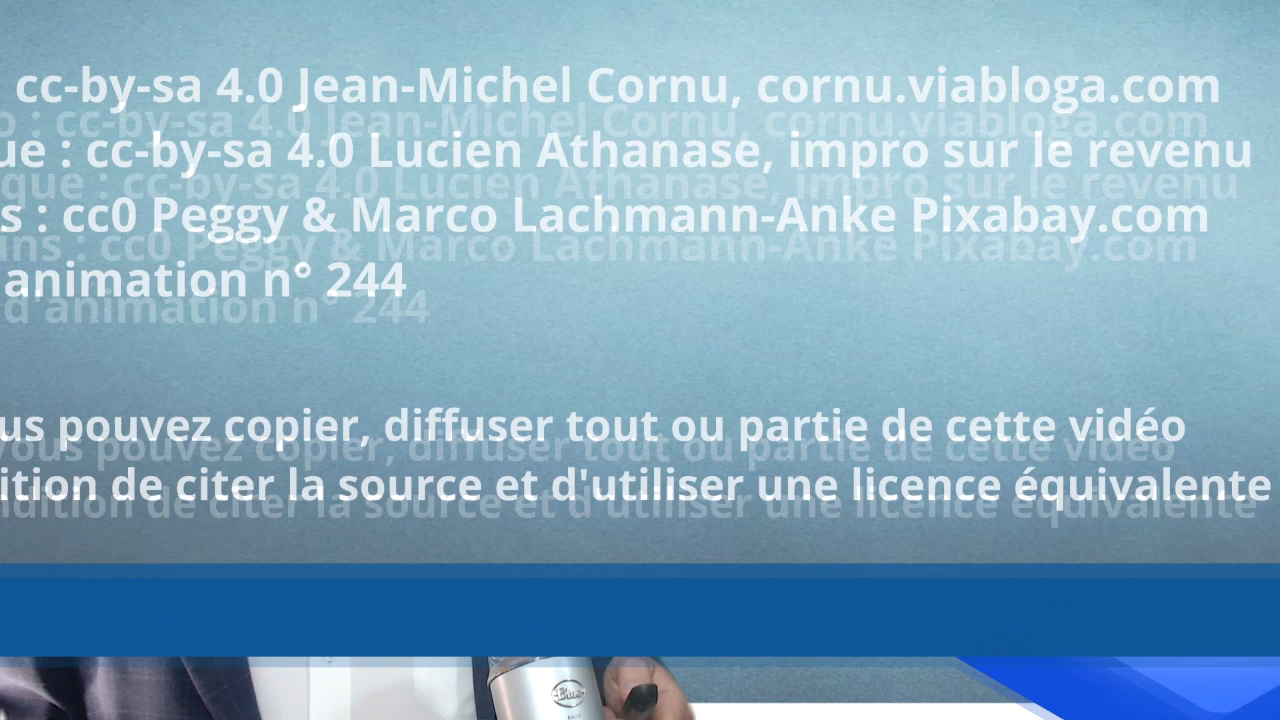 cc-by-sa 4.0 Jean-Michel Cornu, cornu.viabloga.com
ue : cc-by-sa 4.0 Lucien Athanase, impro sur le revenu
s : cc0 Peggy & Marco Lachmann-Anke Pixabay.com
animation n° 244
us pouvez copier, diffuser tout ou partie de cette vidéo
ition de citer la source et d'utiliser une licence équivalente